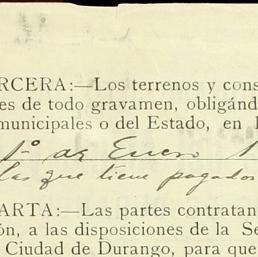 RCERA:—Los terrenos y cons
es de todo gravamen, obligánd
municipales o del Estado, en l
1º de Enero 1
las que tiene pagados
ARTA:—Las partes contratan
ón, a las disposiciones de la Se
Ciudad de Durango, para que